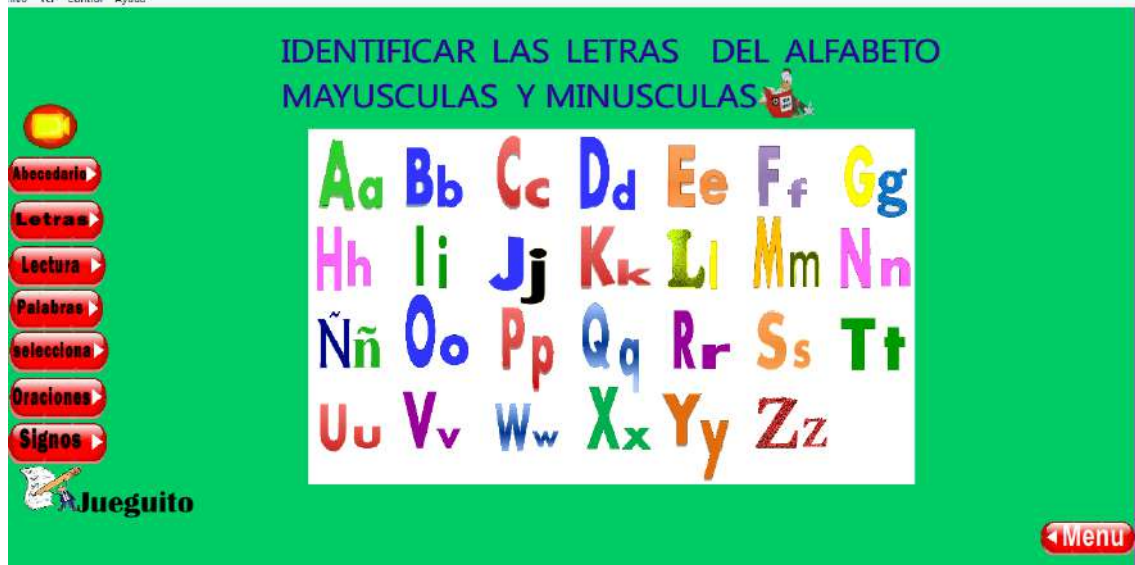 IDENTIFICAR LAS LETRAS DEL ALFABETO
MAYUSCULAS Y MINUSCULAS
Abecedario
Letras
Lectura
Palabras
selecciona
Oraciones
Signos
Jueguito
Aa Bb Cc Dd Ee Ff Gg
Hh Ii Jj Kk Ll Mm Nn
Ññ Oo Pp Qq Rr Ss Tt
Uu Vv Ww Xx Yy Zz
Menu